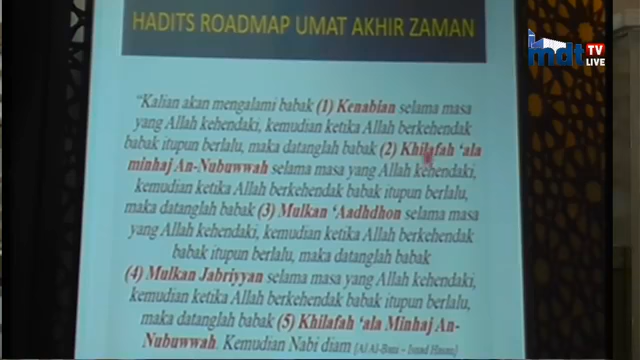 HADITS ROADMAP UMAT AKHIR ZAMAN
mdt TV
LIVE
“Kalian akan mengalami babak (1) Kenabian selama masa
yang Allah kehendaki, kemudian ketika Allah berkehendak
babak itupun berlalu, maka datanglah babak (2) Khilafah ‘ala
minhaj An-Nubuwwah selama masa yang Allah kehendaki,
kemudian ketika Allah berkehendak babak itupun berlalu,
maka datanglah babak (3) Mulkan ‘Aadhdhon selama masa
yang Allah kehendaki, kemudian ketika Allah berkehendak
babak itupun berlalu, maka datanglah babak
(4) Mulkan Jabriyyan selama masa yang Allah kehendaki,
kemudian ketika Allah berkehendak babak itupun berlalu,
maka datanglah babak (5) Khilafah ‘ala Minhaj An-
Nubuwwah. Kemudian Nabi diam